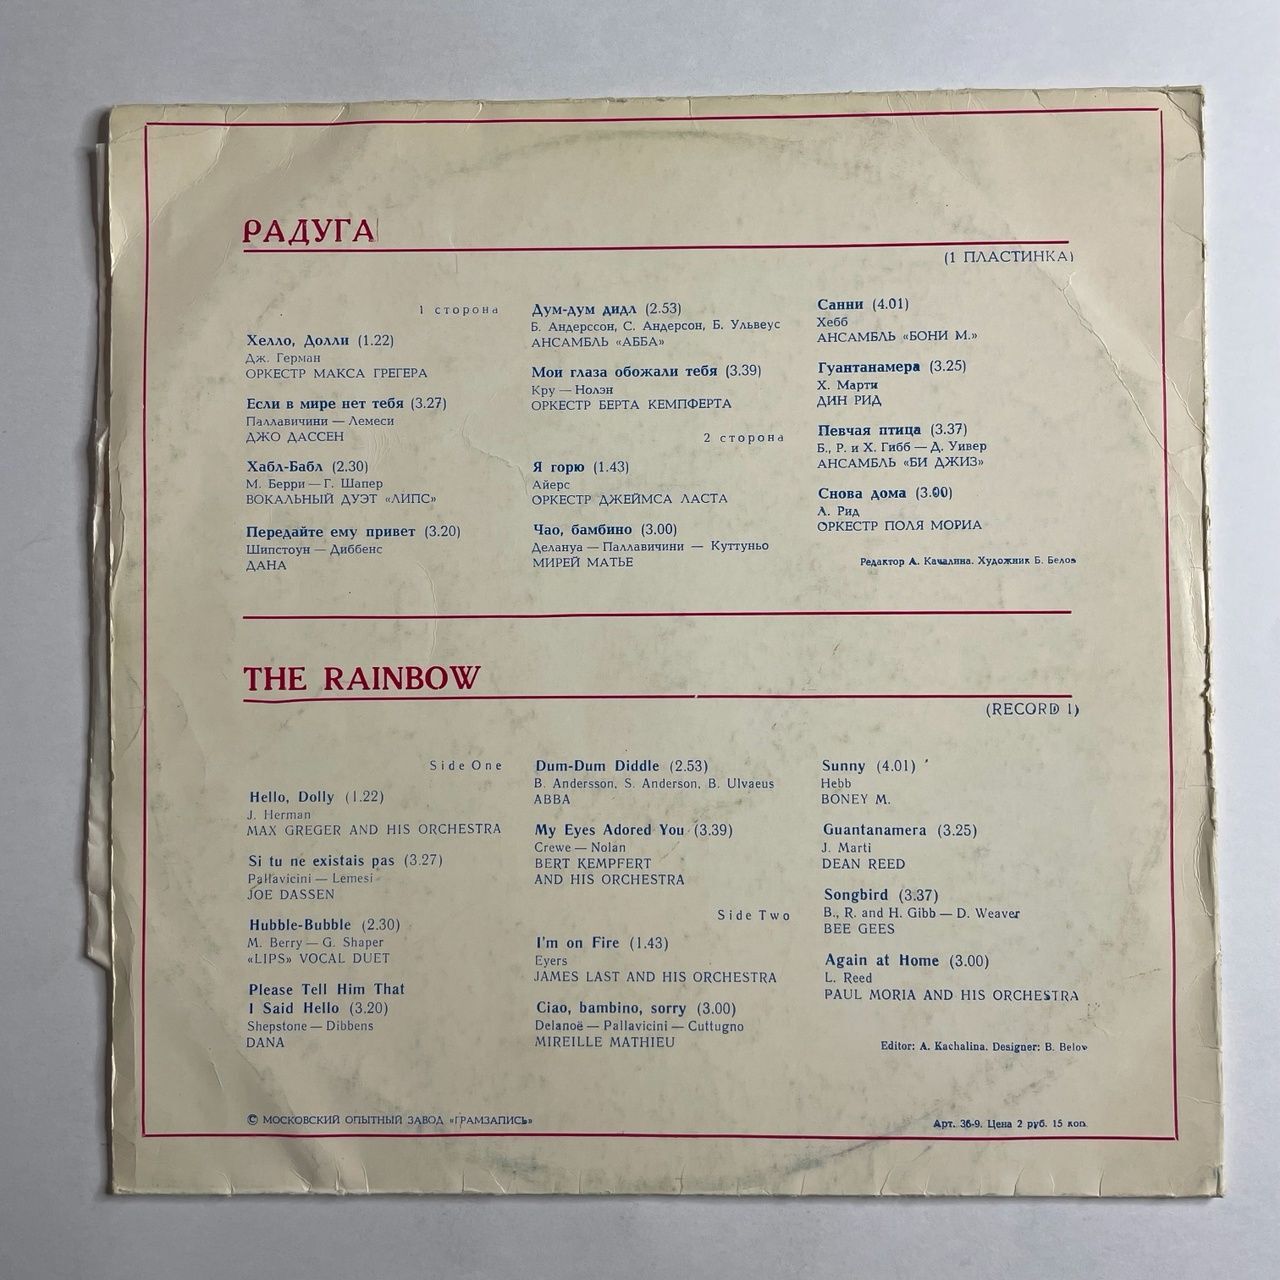 РАДУГА
(1 ПЛАСТИНКА)
1 сторона
Хелло, Долли (1.22)
Дж. Герман
ОРКЕСТР МАКСА ГРЕГЕРА
Если в мире нет тебя (3.27)
Паллавичини — Лемеси
ДЖО ДАССЕН
Хабл-Бабл (2.30)
М. Берри — Г. Шапер
ВОКАЛЬНЫЙ ДУЭТ «ЛИПС»
Передайте ему привет (3.20)
Шипстоун — Диббенс
ДАНА
Дум-дум дидл (2.53)
Б. Андерссон, С. Андерсон, Б. Ульвеус
АНСАМБЛЬ «АББА»
Мои глаза обожали тебя (3.39)
Кру — Нолэн
ОРКЕСТР БЕРТА КЕМПФЕРТА
2 сторона
Я горю (1.43)
Айерс
ОРКЕСТР ДЖЕЙМСА ЛАСТА
Чао, бамбино (3.00)
Делануа — Паллавичини — Куттуньо
МИРЕЙ МАТЬЕ
Санни (4.01)
Хебб
АНСАМБЛЬ «БОНИ М.»
Гуантанамера (3.25)
Х. Марти
ДИН РИД
Певчая птица (3.37)
Б., Р. и Х. Гибб — Д. Уивер
АНСАМБЛЬ «БИ ДЖИЗ»
Снова дома (3.00)
Л. Рид
ОРКЕСТР ПОЛЯ МОРИА
Редактор А. Качалина. Художник Б. Белов
THE RAINBOW
(RECORD 1)
Side One
Hello, Dolly (1.22)
J. Herman
MAX GREGER AND HIS ORCHESTRA
Si tu ne existais pas (3.27)
Pallavicini — Lemesi
JOE DASSEN
Hubble-Bubble (2.30)
M. Berry — G. Shaper
«LIPS» VOCAL DUET
Please Tell Him That
I Said Hello (3.20)
Shepstone — Dibbens
DANA
Dum-Dum Diddle (2.53)
B. Andersson, S. Anderson, B. Ulvaeus
ABBA
My Eyes Adored You (3.39)
Crewe — Nolan
BERT KEMPFERT
AND HIS ORCHESTRA
Side Two
I'm on Fire (1.43)
Eyers
JAMES LAST AND HIS ORCHESTRA
Ciao, bambino, sorry (3.00)
Delanoë — Pallavicini — Cuttugno
MIREILLE MATHIEU
Sunny (4.01)
Hebb
BONEY M.
Guantanamera (3.25)
J. Marti
DEAN REED
Songbird (3.37)
B., R. and H. Gibb — D. Weaver
BEE GEES
Again at Home (3.00)
L. Reed
PAUL MORIA AND HIS ORCHESTRA
Editor: A. Kachalina. Designer: B. Belov
© МОСКОВСКИЙ ОПЫТНЫЙ ЗАВОД «ГРАМЗАПИСЬ»
Арт. 36-9. Цена 2 руб. 15 коп.